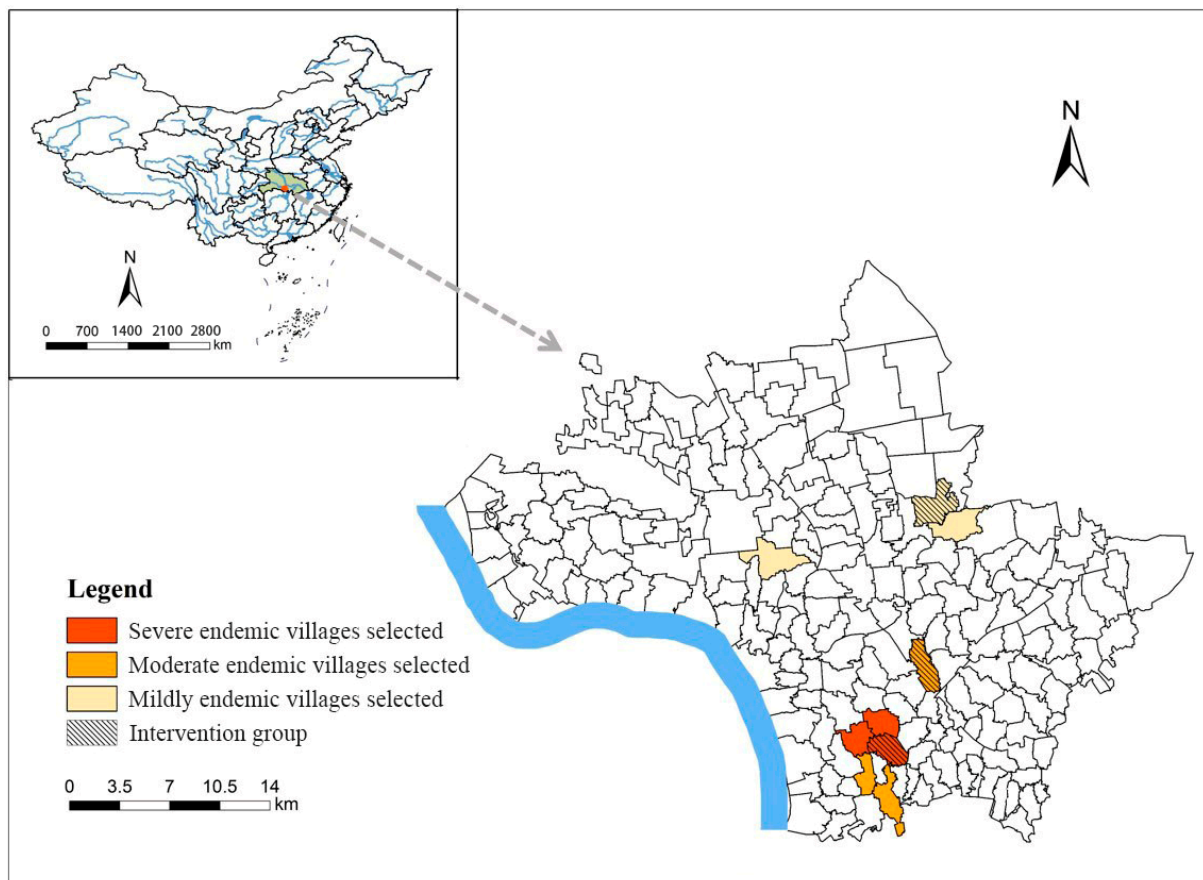 N
N
0 700 1400 2100 2800
km
Legend
Severe endemic villages selected
Moderate endemic villages selected
Mildly endemic villages selected
Intervention group
0 3.5 7 10.5 14
km